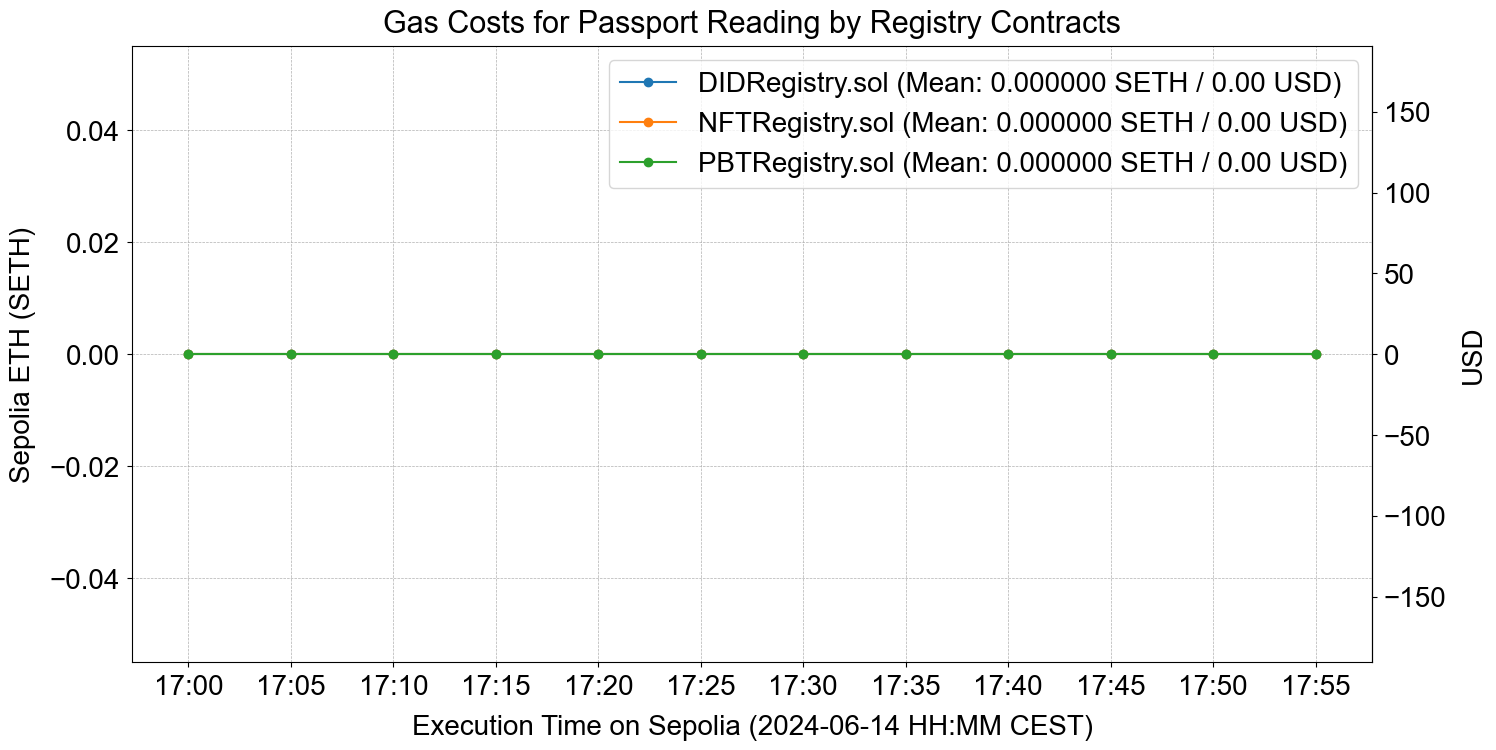 Gas Costs for Passport Reading by Registry Contracts
DIDRegistry.sol (Mean: 0.000000 SETH / 0.00 USD)
NFTRegistry.sol (Mean: 0.000000 SETH / 0.00 USD)
PBTRegistry.sol (Mean: 0.000000 SETH / 0.00 USD)
Sepolia ETH (SETH)
0.04
0.02
0.00
−0.02
−0.04
150
100
50
0
−50
−100
−150
USD
17:00 17:05 17:10 17:15 17:20 17:25 17:30 17:35 17:40 17:45 17:50 17:55
Execution Time on Sepolia (2024-06-14 HH:MM CEST)